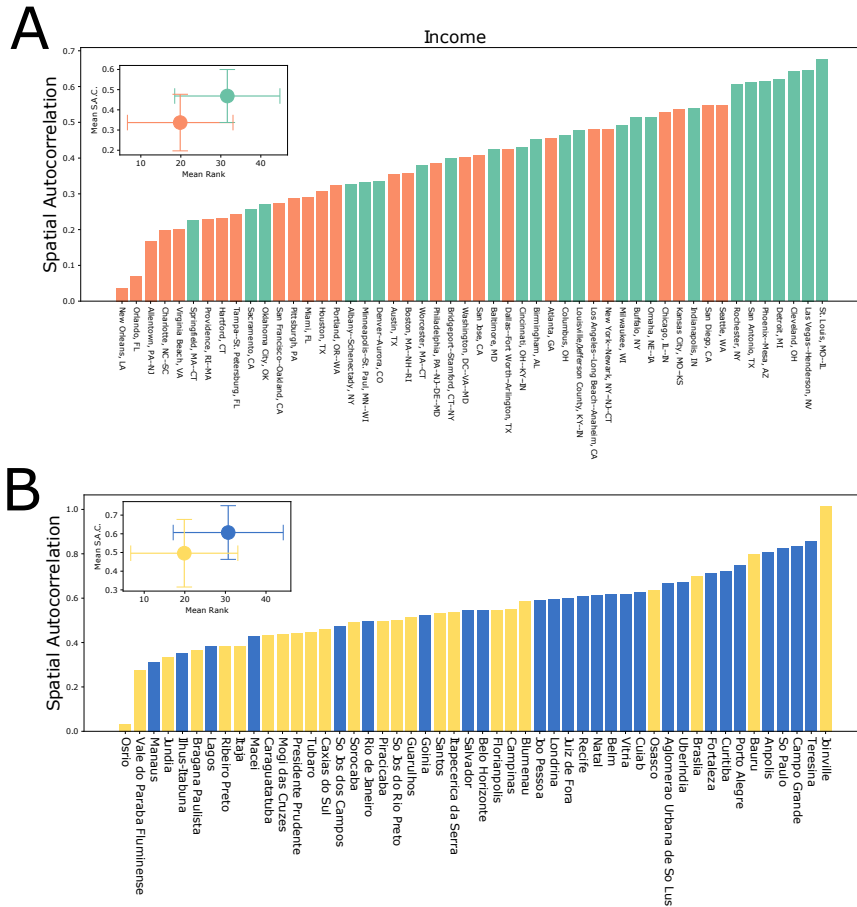 A
Income
Spatial Autocorrelation
0.7
0.6
0.5
0.4
0.3
0.2
0.1
0.0
Mean S.A.C.
0.6
0.5
0.4
0.3
0.2
10
20
30
40
Mean Rank
New Orleans, LA
Orlando, FL
Allentown, PA--NJ
Charlotte, NC--SC
Virginia Beach, VA
Springfield, MA--CT
Providence, RI--MA
Hartford, CT
Tampa--St. Petersburg, FL
Sacramento, CA
Oklahoma City, OK
San Francisco--Oakland, CA
Pittsburgh, PA
Miami, FL
Houston, TX
Portland, OR--WA
Albany--Schenectady, NY
Minneapolis--St. Paul, MN--WI
Denver--Aurora, CO
Austin, TX
Boston, MA--NH--RI
Worcester, MA--CT
Philadelphia, PA-NJ-DE-MD
Bridgeport--Stamford, CT--NY
Washington, DC--VA--MD
San Jose, CA
Baltimore, MD
Dallas--Fort Worth--Arlington, TX
Cincinnati, OH--KY--IN
Birmingham, AL
Atlanta, GA
Columbus, OH
Louisville/Jefferson County, KY--IN
Los Angeles--Long Beach--Anaheim, CA
New York--Newark, NY--NJ--CT
Milwaukee, WI
Buffalo, NY
Omaha, NE--IA
Chicago, IL--IN
Kansas City, MO--KS
Indianapolis, IN
San Diego, CA
Seattle, WA
Rochester, NY
San Antonio, TX
Phoenix--Mesa, AZ
Detroit, MI
Cleveland, OH
Las Vegas--Henderson, NV
St. Louis, MO--IL
B
Spatial Autocorrelation
1.0
0.8
0.6
0.4
0.2
0.0
Mean S.A.C.
0.7
0.6
0.5
0.4
0.3
10
20
30
40
Mean Rank
Osrio
Vale do Paraba Fluminense
Manaus
Jundia
Ilhus-Itabuna
Bragana Paulista
Lagos
Ribeiro Preto
Itaja
Macei
Caraguatatuba
Mogi das Cruzes
Presidente Prudente
Tubaro
Caxias do Sul
So Jos dos Campos
Sorocaba
Rio de Janeiro
Piracicaba
So Jos do Rio Preto
Guarulhos
Goinia
Santos
Itapecerica da Serra
Salvador
Belo Horizonte
Florianpolis
Campinas
Blumenau
Joo Pessoa
Londrina
Juiz de Fora
Recife
Natal
Belm
Vitria
Cuiab
Osasco
Aglomerao Urbana de So Lus
Uberlndia
Braslia
Fortaleza
Curitiba
Porto Alegre
Bauru
Anpolis
So Paulo
Campo Grande
Teresina
Joinville